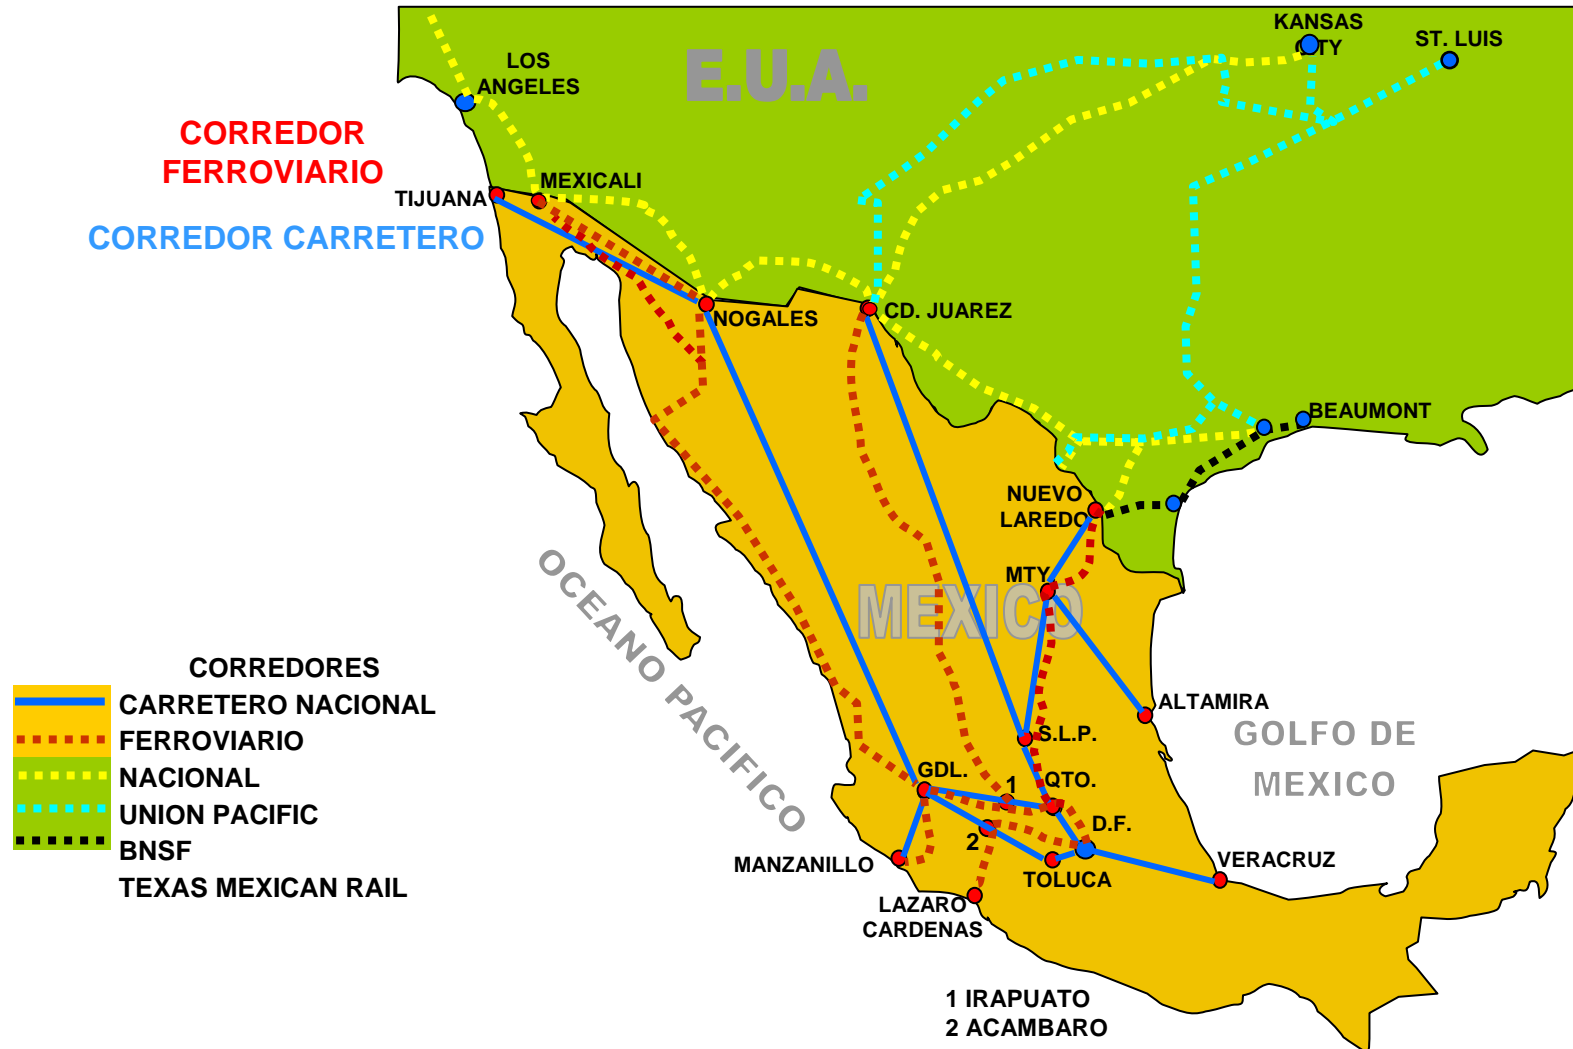 KANSAS
CITY
ST. LUIS
E.U.A.
LOS
ANGELES
CORREDOR
FERROVIARIO
MEXICALI
TIJUANA
CORREDOR CARRETERO
NOGALES
CD. JUAREZ
BEAUMONT
NUEVO
LAREDO
MTY
MEXICO
OCEANO PACIFICO
CORREDORES
CARRETERO NACIONAL
FERROVIARIO
NACIONAL
UNION PACIFIC
BNSF
TEXAS MEXICAN RAIL
ALTAMIRA
GOLFO DE
MEXICO
S.L.P.
GDL.
1
QTO.
2
D.F.
MANZANILLO
TOLUCA
VERACRUZ
LAZARO
CARDENAS
1 IRAPUATO
2 ACAMBARO